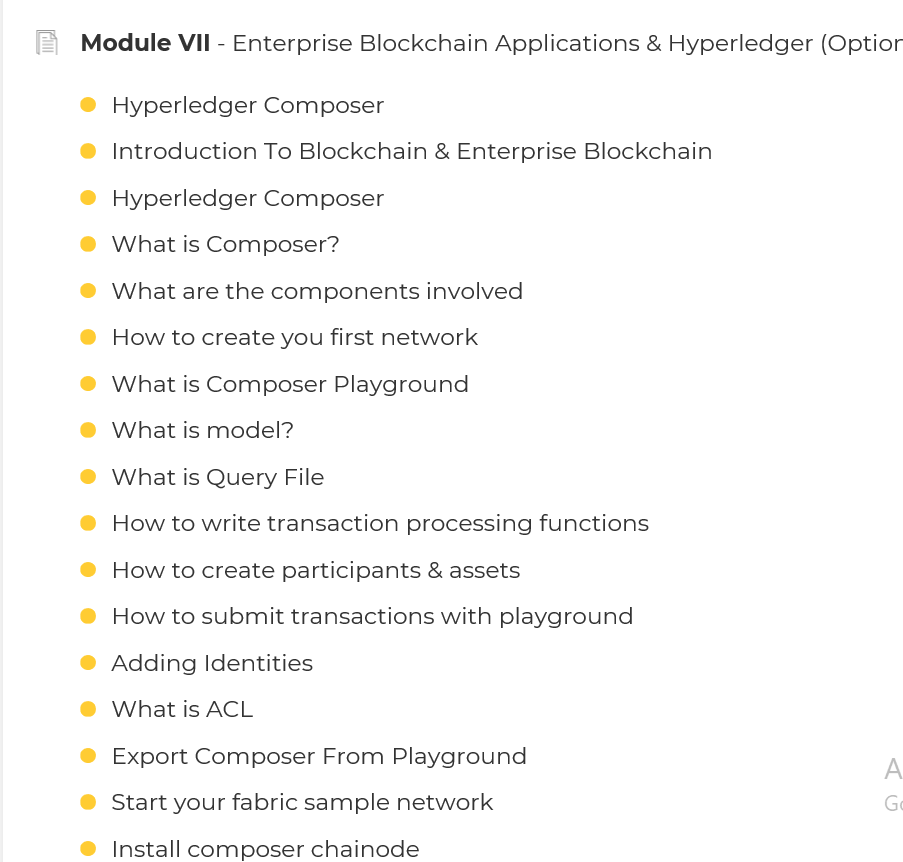 Module VII - Enterprise Blockchain Applications & Hyperledger (Option
Hyperledger Composer
Introduction To Blockchain & Enterprise Blockchain
Hyperledger Composer
What is Composer?
What are the components involved
How to create you first network
What is Composer Playground
What is model?
What is Query File
How to write transaction processing functions
How to create participants & assets
How to submit transactions with playground
Adding Identities
What is ACL
Export Composer From Playground
Start your fabric sample network
Install composer chainode
A
Go